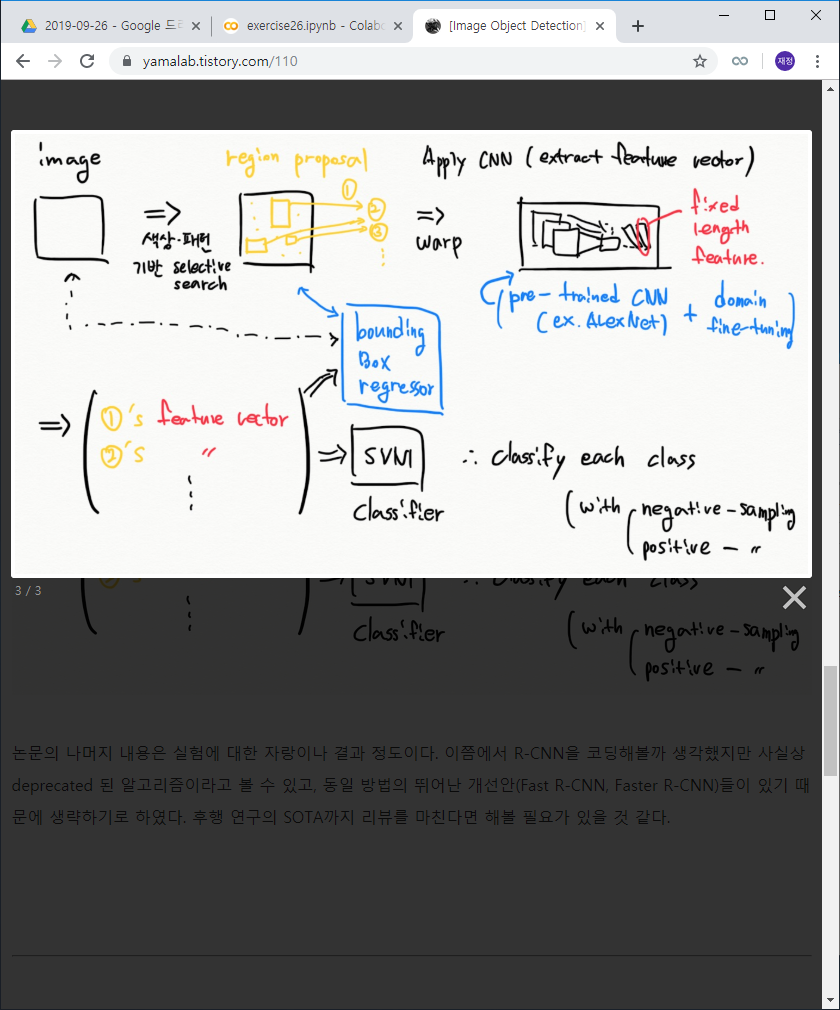 2019-09-26 - Google 드라
exercise26.ipynb - Colabo
[Image Object Detection]
yamalab.tistory.com/110
재정
image
region proposal
Apply CNN (extract feature vector)
①
②
③
⋮
=>
색상·패턴
기반 selective
search
=>
warp
fixed
length
feature.
(pre-trained CNN
(ex. AlexNet)
+
domain
fine-tuning)
bounding
Box
regressor
=>
①'s feature vector
②'s 〃
⋮
=>
SVM
classifier
∴ classify each class
(with negative-sampling
positive - 〃
3 / 3
SVM
∴ classify each class
⋮
classifier
(with negative-sampling
positive - 〃
논문의 나머지 내용은 실험에 대한 자랑이나 결과 정도이다. 이쯤에서 R-CNN을 코딩해볼까 생각했지만 사실상
deprecated 된 알고리즘이라고 볼 수 있고, 동일 방법의 뛰어난 개선안(Fast R-CNN, Faster R-CNN)들이 있기 때
문에 생략하기로 하였다. 후행 연구의 SOTA까지 리뷰를 마친다면 해볼 필요가 있을 것 같다.